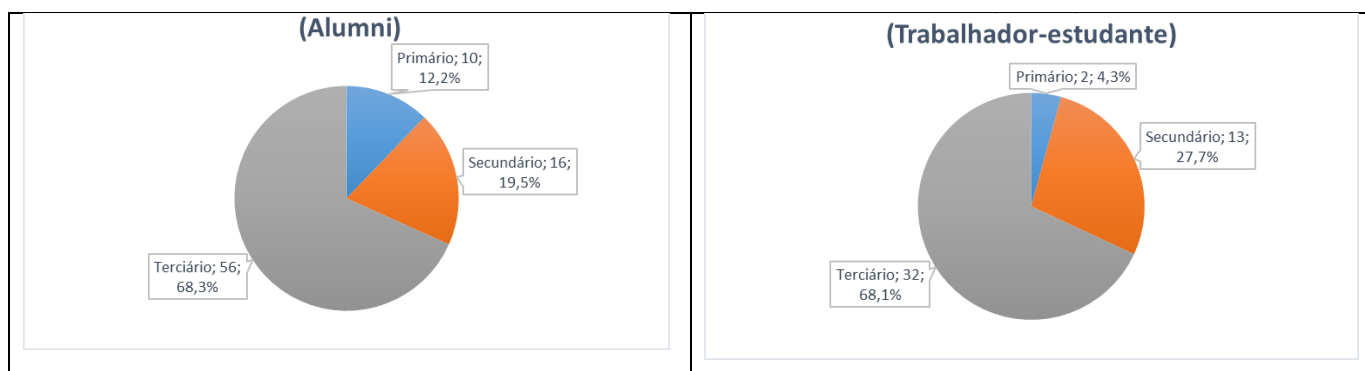 (Alumni)
Primário; 10;
12,2%
Secundário; 16;
19,5%
Terciário; 56;
68,3%
(Trabalhador-estudante)
Primário; 2; 4,3%
Secundário; 13;
27,7%
Terciário; 32;
68,1%